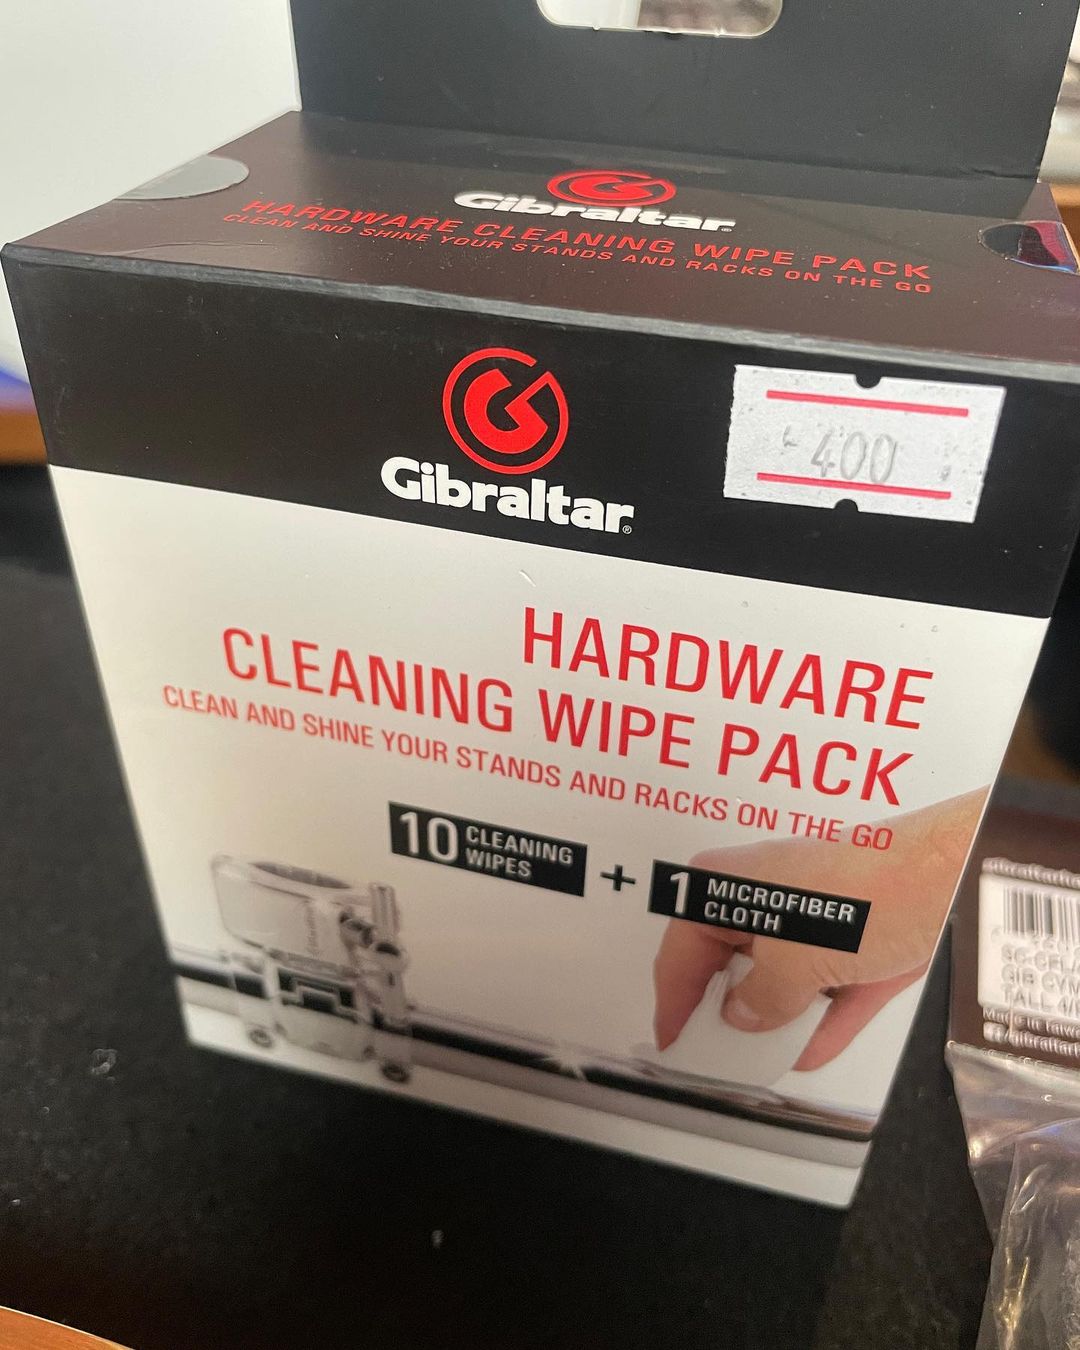 Gibraltar®
HARDWARE CLEANING WIPE PACK
CLEAN AND SHINE YOUR STANDS AND RACKS ON THE GO
Gibraltar®
400
HARDWARE
CLEANING WIPE PACK
CLEAN AND SHINE YOUR STANDS AND RACKS ON THE GO
10 CLEANING
WIPES
+
1 MICROFIBER
CLOTH
TALL